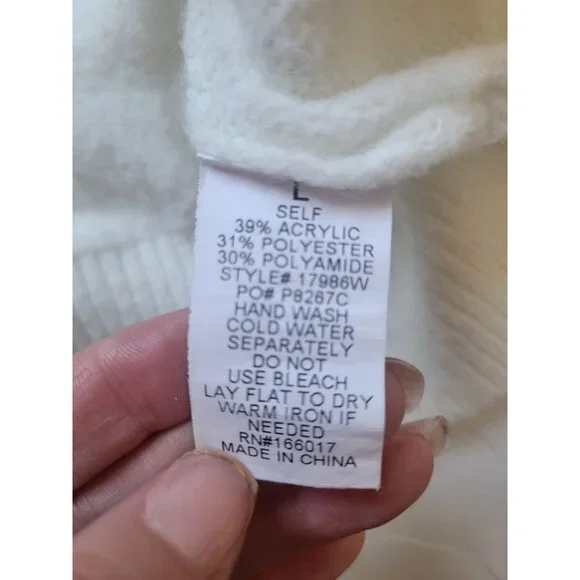 L
SELF
39% ACRYLIC
31% POLYESTER
30% POLYAMIDE
STYLE# 17986W
PO# P8267C
HAND WASH
COLD WATER
SEPARATELY
DO NOT
USE BLEACH
LAY FLAT TO DRY
WARM IRON IF
NEEDED
RN#166017
MADE IN CHINA